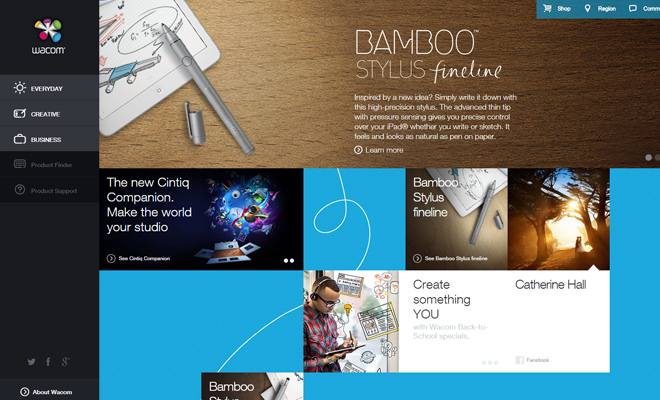 Shop
Region
Comm
wacom
EVERYDAY
CREATIVE
BUSINESS
Product Finder
Product Support
About Wacom
BAMBOO™
STYLUS fineline
Inspired by a new idea? Simply write it down with
this high-precision stylus. The advanced thin tip
with pressure sensing gives you precise control
over your iPad® whether you write or sketch. It
feels and looks as natural as pen on paper.
Learn more
The new Cintiq
Companion.
Make the world
your studio
See Cintiq Companion
Bamboo
Stylus
fineline
See Bamboo Stylus fineline
Create
something
YOU
with Wacom Back-to-
School specials.
Catherine Hall
Facebook
Bamboo
Stylus